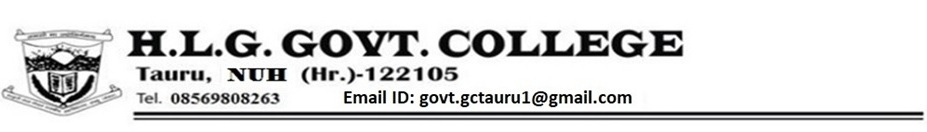 H.L.G. GOVT. COLLEGE
Tauru, NUH (Hr.)-122105
Tel. 08569808263 Email ID: govt.gctauru1@gmail.com